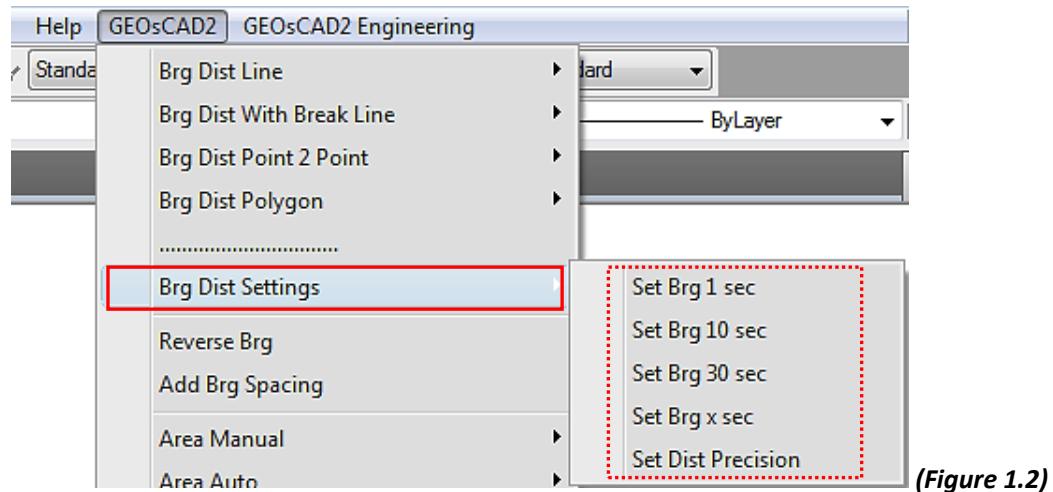 Help GEOsCAD2 GEOsCAD2 Engineering
Standa dard
ByLayer
Brg Dist Line
Brg Dist With Break Line
Brg Dist Point 2 Point
Brg Dist Polygon
................................
Brg Dist Settings
Reverse Brg
Add Brg Spacing
Area Manual
Area Auto
Set Brg 1 sec
Set Brg 10 sec
Set Brg 30 sec
Set Brg x sec
Set Dist Precision
(Figure 1.2)